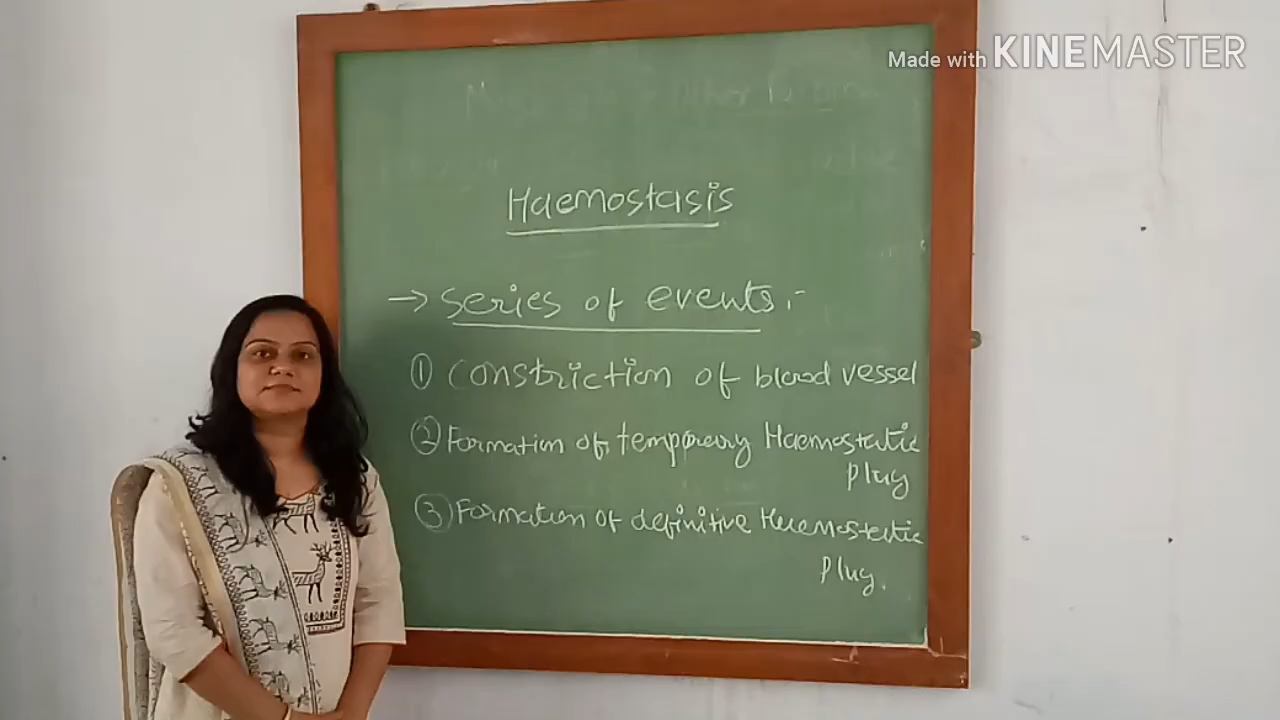 Made with KINEMASTER
Haemostasis
→ Series of events:-
① Constriction of blood vessel
② Formation of temporary Haemostatic
plug
③ Formation of definitive Haemostatic
plug.